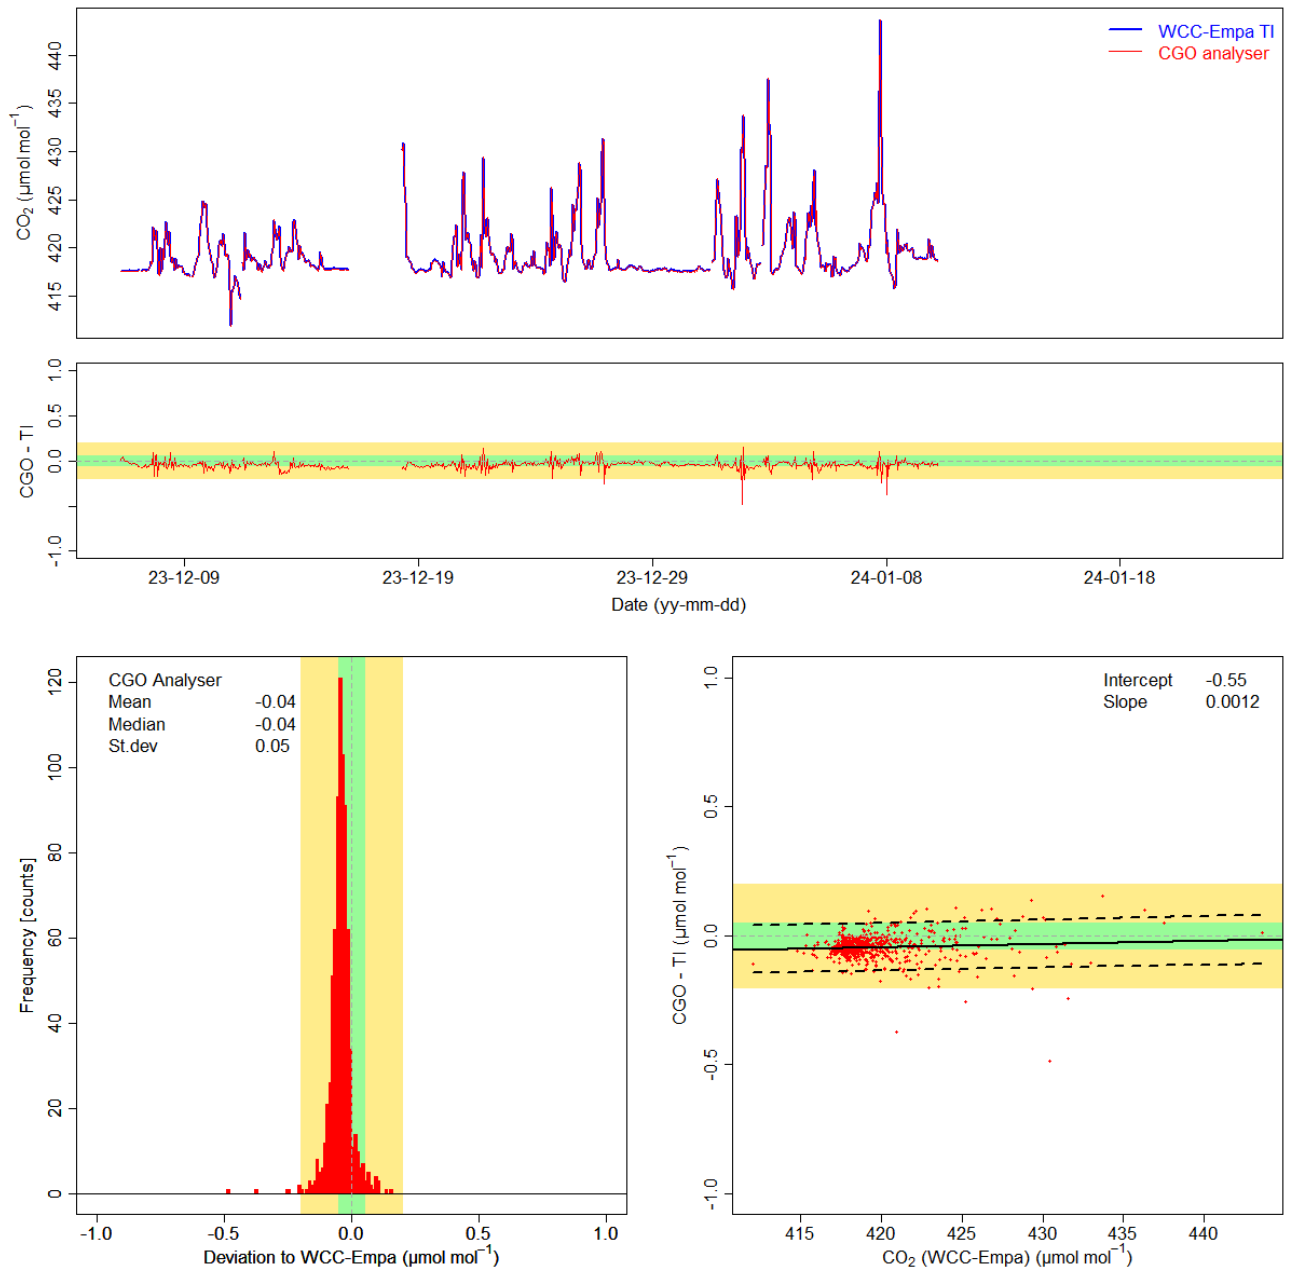 WCC-Empa TI
CGO analyser
CO₂ (µmol mol⁻¹)
440
435
430
425
420
415
CGO - TI
1.0
0.5
0.0
-1.0
23-12-09
23-12-19
23-12-29
24-01-08
24-01-18
Date (yy-mm-dd)
CGO Analyser
Mean -0.04
Median -0.04
St.dev 0.05
Frequency [counts]
120
100
80
60
40
20
0
-1.0
-0.5
0.0
0.5
1.0
Deviation to WCC-Empa (µmol mol⁻¹)
Intercept -0.55
Slope 0.0012
CGO - TI (µmol mol⁻¹)
1.0
0.5
0.0
-0.5
-1.0
415
420
425
430
435
440
CO₂ (WCC-Empa) (µmol mol⁻¹)